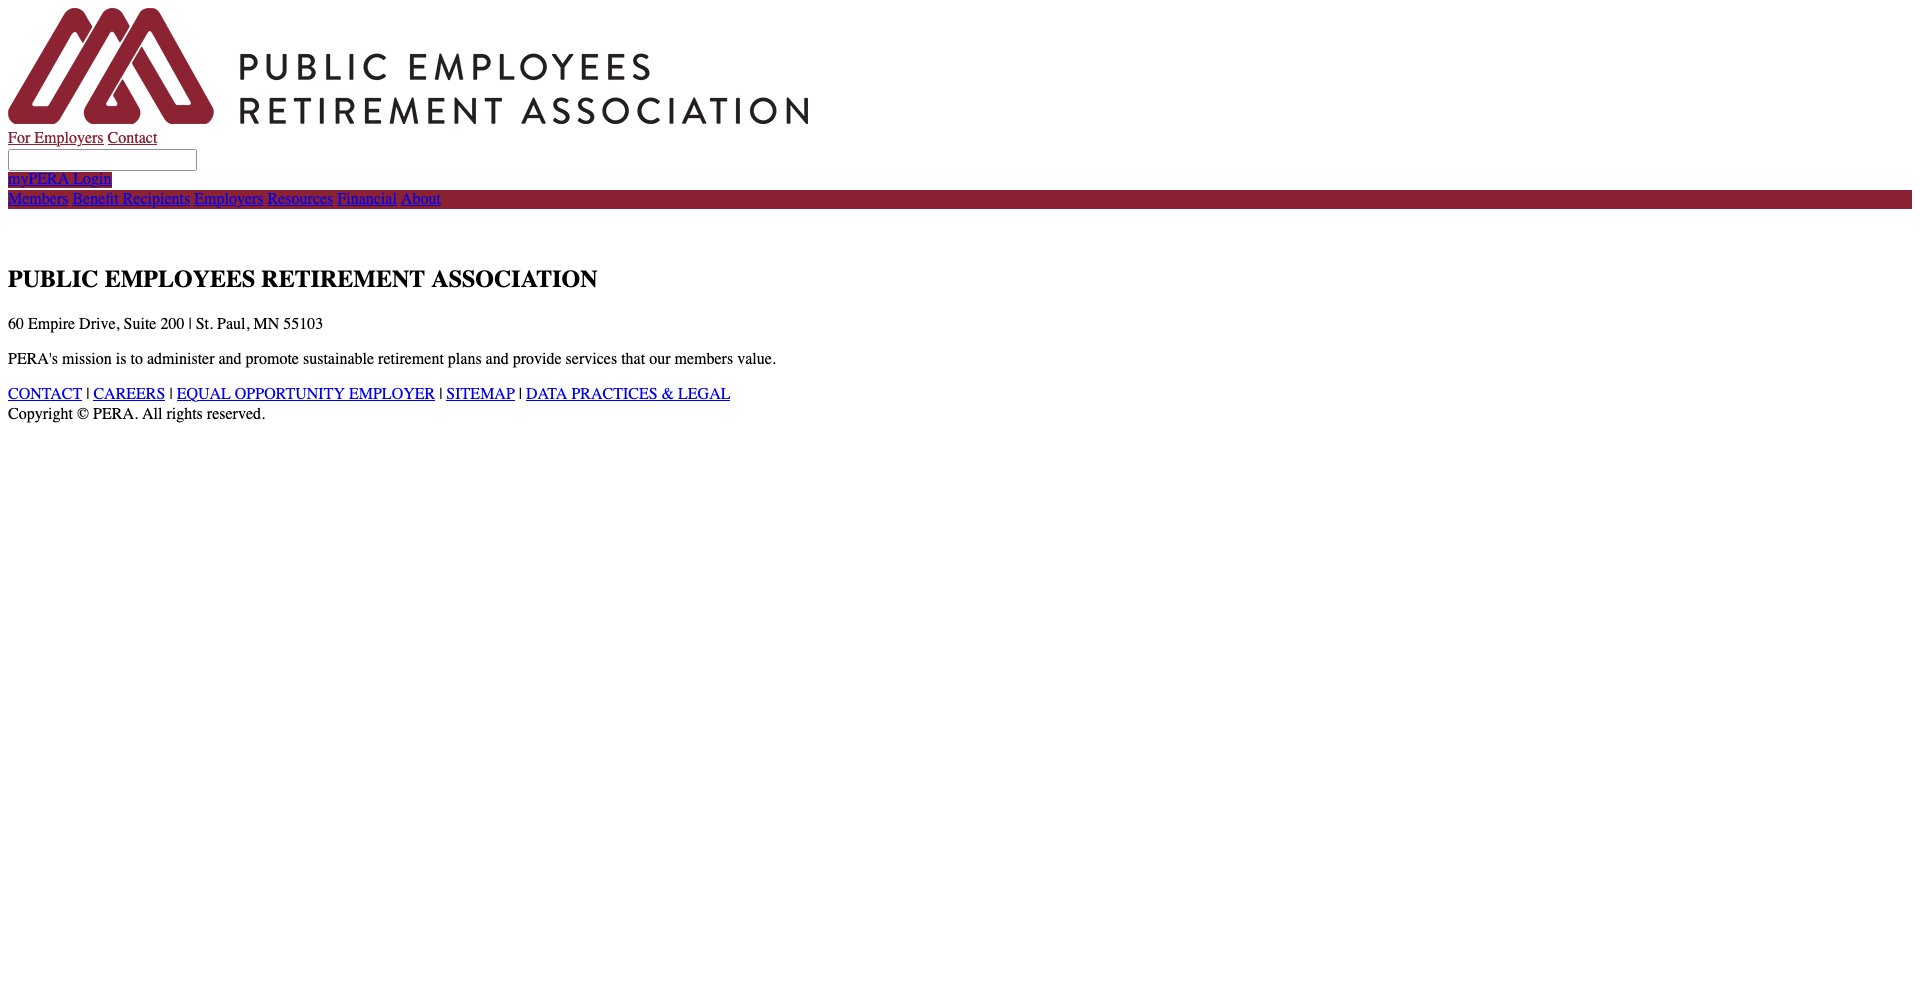 PUBLIC EMPLOYEES
RETIREMENT ASSOCIATION
For Employers Contact
myPERA Login
Members Benefit Recipients Employers Resources Financial About
PUBLIC EMPLOYEES RETIREMENT ASSOCIATION
60 Empire Drive, Suite 200 | St. Paul, MN 55103
PERA's mission is to administer and promote sustainable retirement plans and provide services that our members value.
CONTACT | CAREERS | EQUAL OPPORTUNITY EMPLOYER | SITEMAP | DATA PRACTICES & LEGAL
Copyright © PERA. All rights reserved.